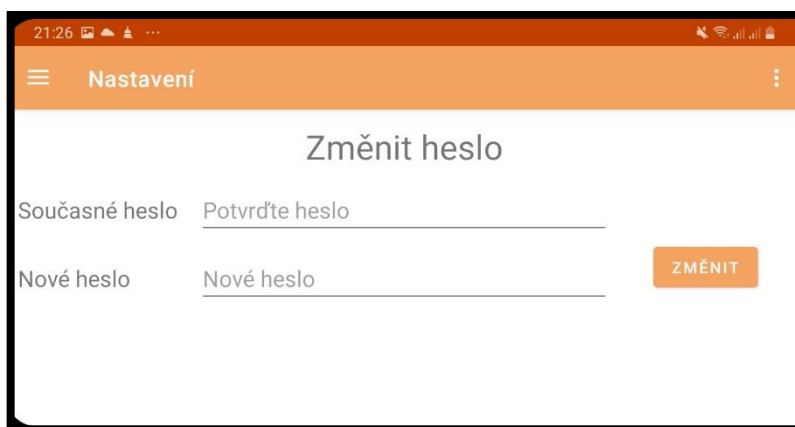 21:26
Nastavení
Změnit heslo
Současné heslo Potvrďte heslo
Nové heslo Nové heslo
ZMĚNIT